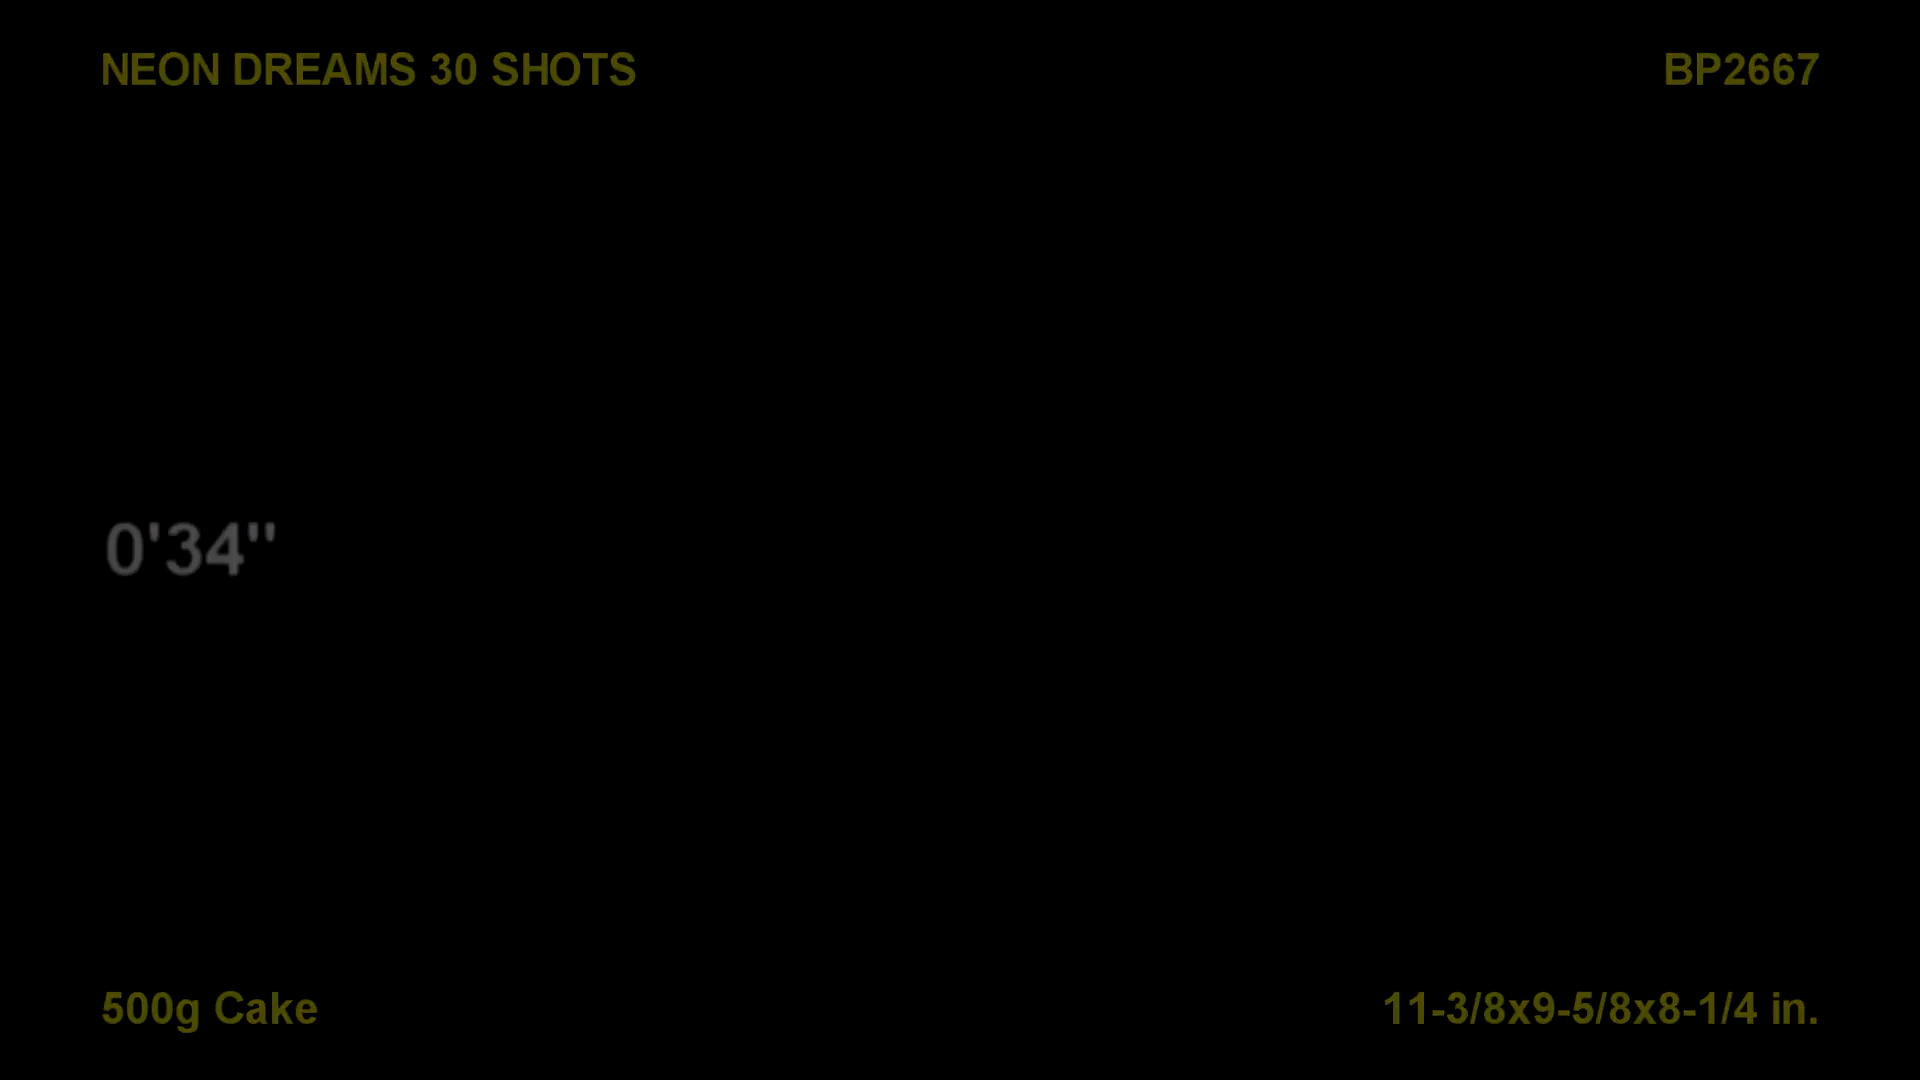 NEON DREAMS 30 SHOTS
BP2667
0'34"
500g Cake
11-3/8x9-5/8x8-1/4 in.